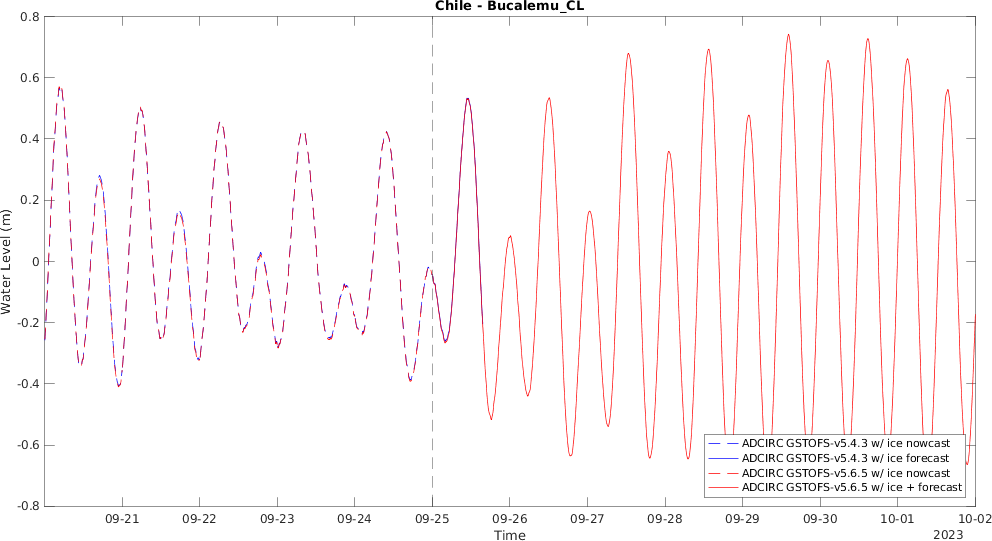 Chile - Bucalemu_CL
0.8
0.6
0.4
0.2
0
-0.2
-0.4
-0.6
-0.8
Water Level (m)
ADCIRC GSTOFS-v5.4.3 w/ ice nowcast
ADCIRC GSTOFS-v5.4.3 w/ ice forecast
ADCIRC GSTOFS-v5.6.5 w/ ice nowcast
ADCIRC GSTOFS-v5.6.5 w/ ice + forecast
09-21 09-22 09-23 09-24 09-25 09-26 09-27 09-28 09-29 09-30 10-01 10-02
Time
2023